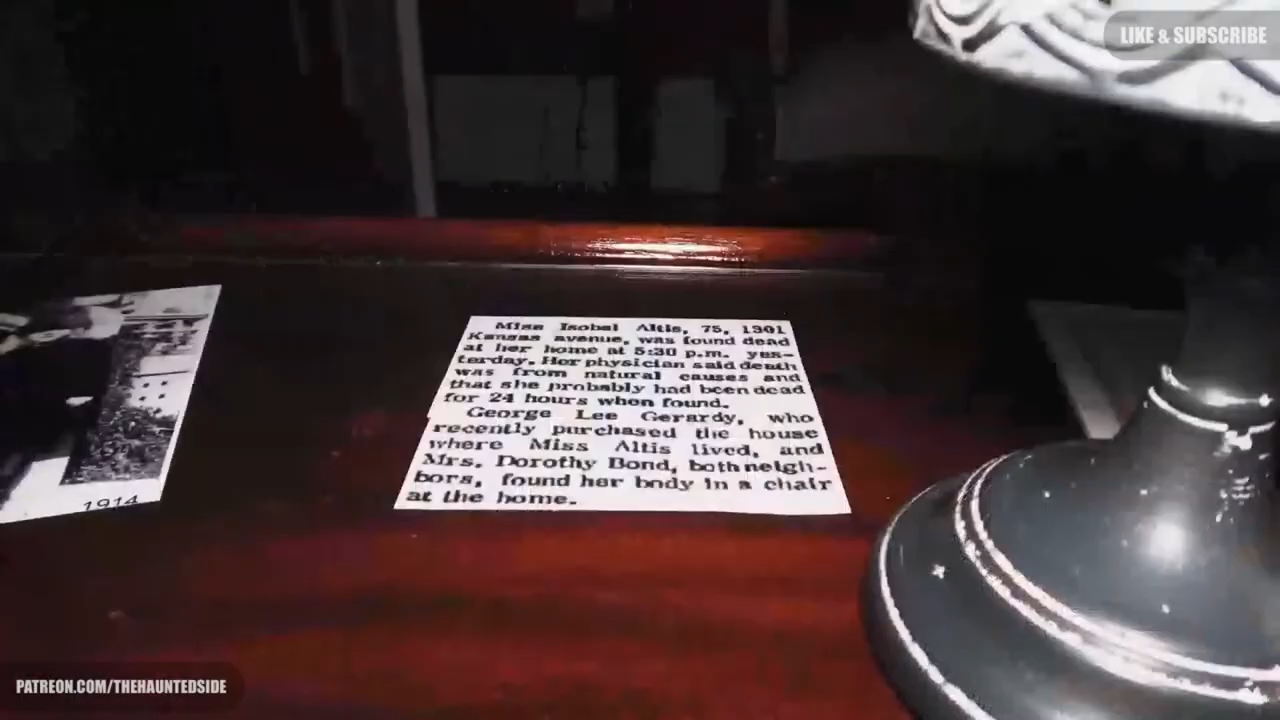 LIKE & SUBSCRIBE
Miss Isobel Altis, 75, 1301
Kansas avenue, was found dead
at her home at 5:30 p.m. yes-
terday. Her physician said death
was from natural causes and
that she probably had been dead
for 24 hours when found.
George Lee Gerardy, who
recently purchased the house
where Miss Altis lived, and
Mrs. Dorothy Bond, both neigh-
bors, found her body in a chair
at the home.
1914
PATREON.COM/THEHAUNTEDSIDE